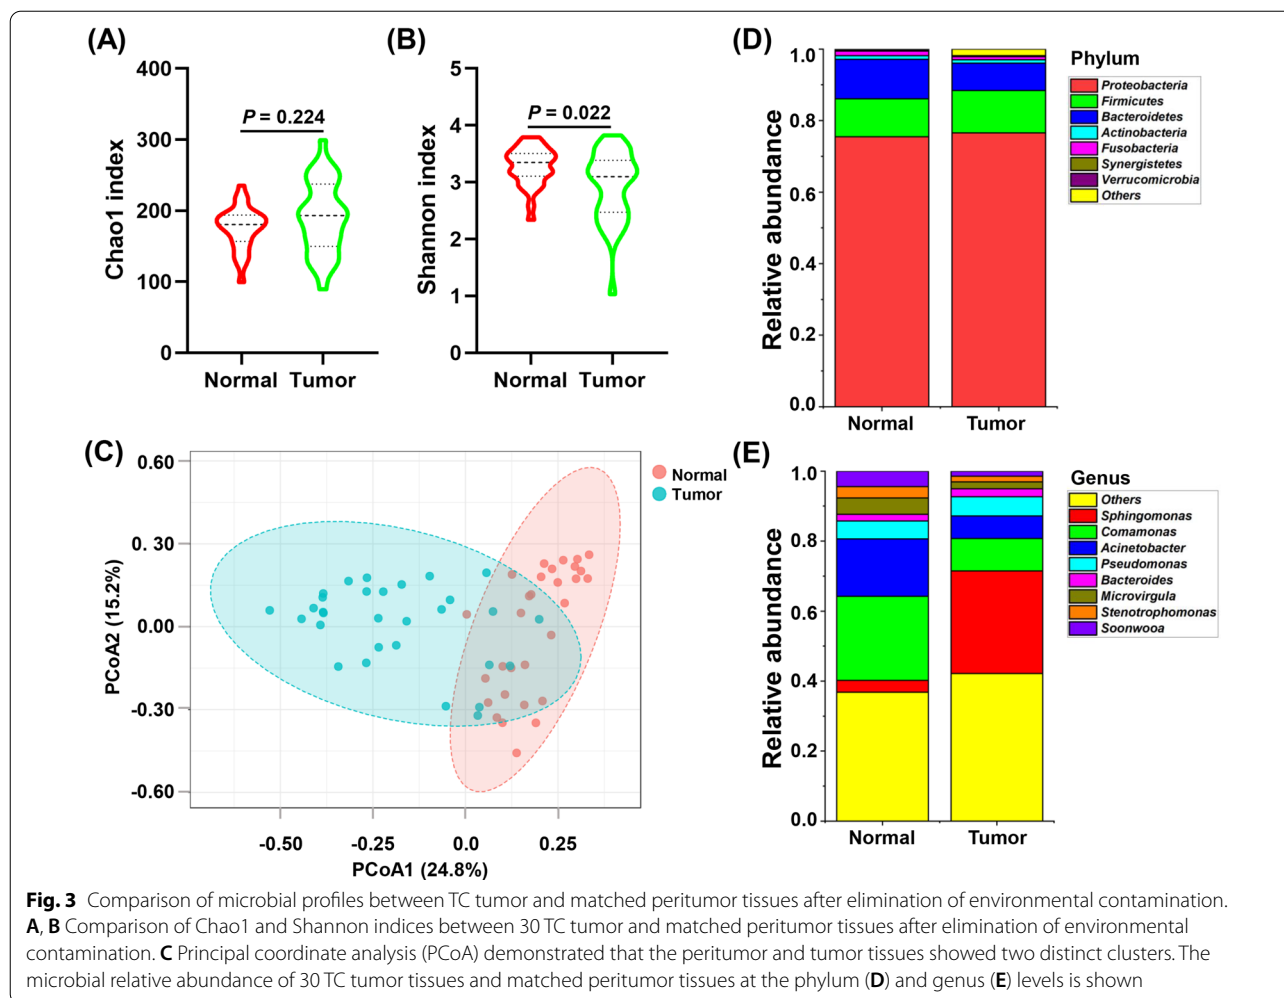 (A)
400
300
200
100
0
Chao1 index
P = 0.224
Normal Tumor
(B)
5
4
3
2
1
0
Shannon index
P = 0.022
Normal Tumor
(D)
1.0
0.8
0.6
0.4
0.2
0.0
Relative abundance
Normal Tumor
Phylum
Proteobacteria
Firmicutes
Bacteroidetes
Actinobacteria
Fusobacteria
Synergistetes
Verrucomicrobia
Others
(C)
0.60
0.30
0.00
-0.30
-0.60
PCoA2 (15.2%)
-0.50 -0.25 0.0 0.25
PCoA1 (24.8%)
Normal
Tumor
(E)
1.0
0.8
0.6
0.4
0.2
0.0
Relative abundance
Normal Tumor
Genus
Others
Sphingomonas
Comamonas
Acinetobacter
Pseudomonas
Bacteroides
Microvirgula
Stenotrophomonas
Soonwooa
Fig. 3 Comparison of microbial profiles between TC tumor and matched peritumor tissues after elimination of environmental contamination.
A, B Comparison of Chao1 and Shannon indices between 30 TC tumor and matched peritumor tissues after elimination of environmental
contamination. C Principal coordinate analysis (PCoA) demonstrated that the peritumor and tumor tissues showed two distinct clusters. The
microbial relative abundance of 30 TC tumor tissues and matched peritumor tissues at the phylum (D) and genus (E) levels is shown